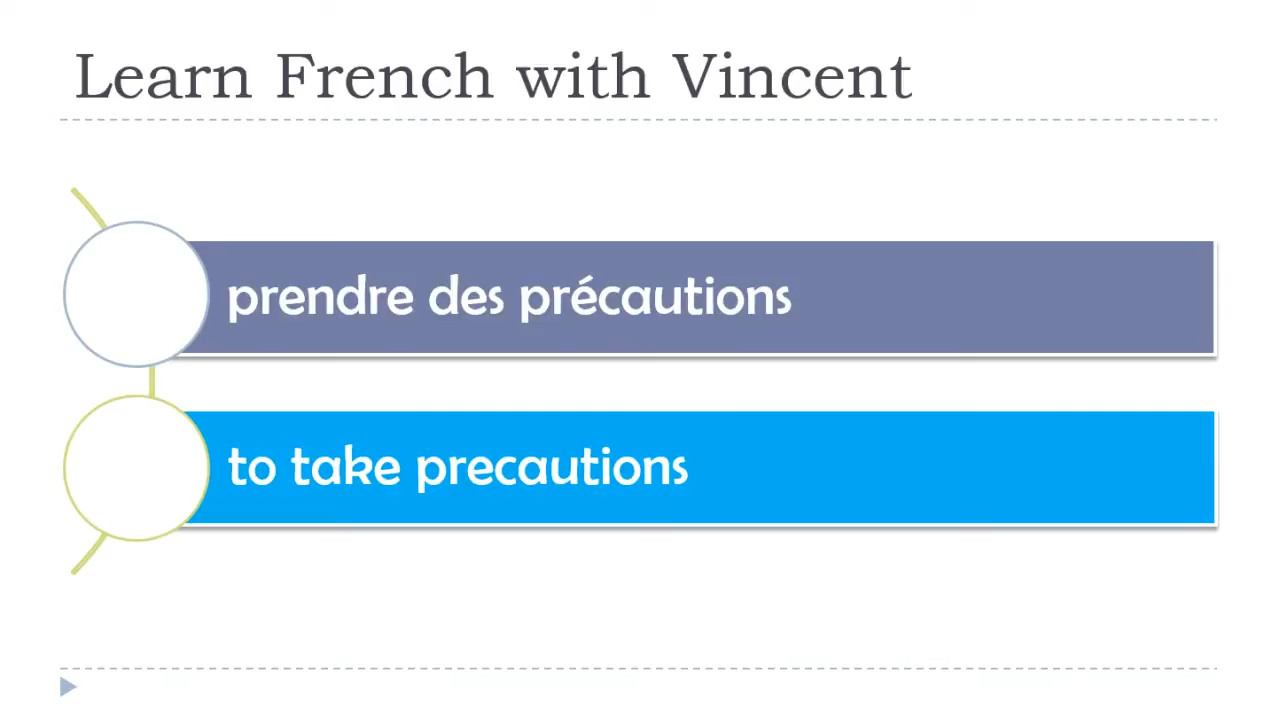 Learn French with Vincent
prendre des précautions
to take precautions